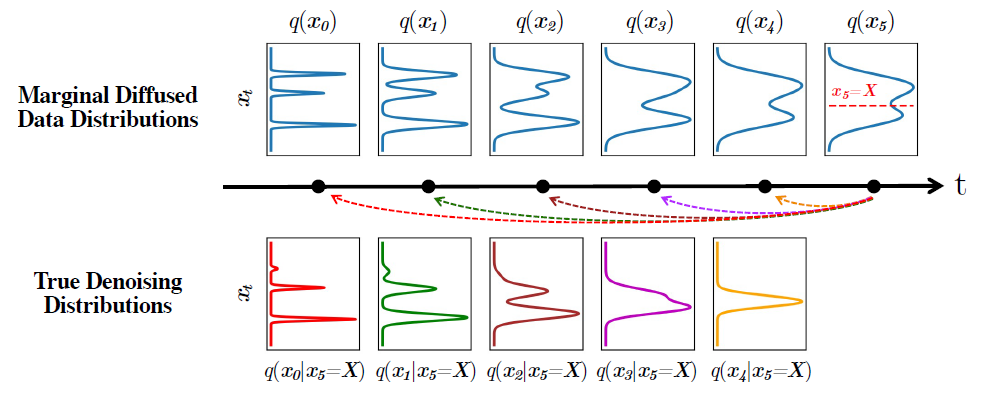 q(x₀) q(x₁) q(x₂) q(x₃) q(x₄) q(x₅)
Marginal Diffused
Data Distributions
xₜ
x₅=X
t
True Denoising
Distributions
xₜ
q(x₀|x₅=X) q(x₁|x₅=X) q(x₂|x₅=X) q(x₃|x₅=X) q(x₄|x₅=X)